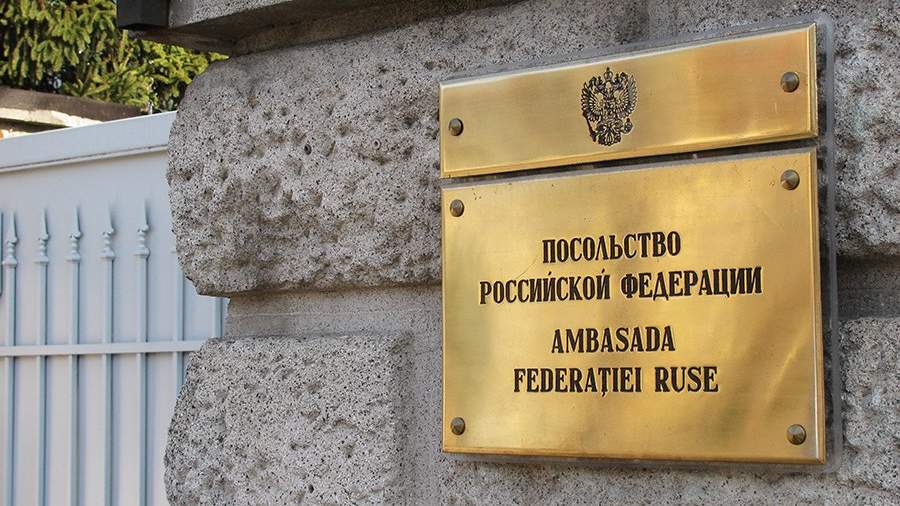 ПОСОЛЬСТВО
РОССИЙСКОЙ ФЕДЕРАЦИИ
AMBASADA
FEDERAȚIEI RUSE